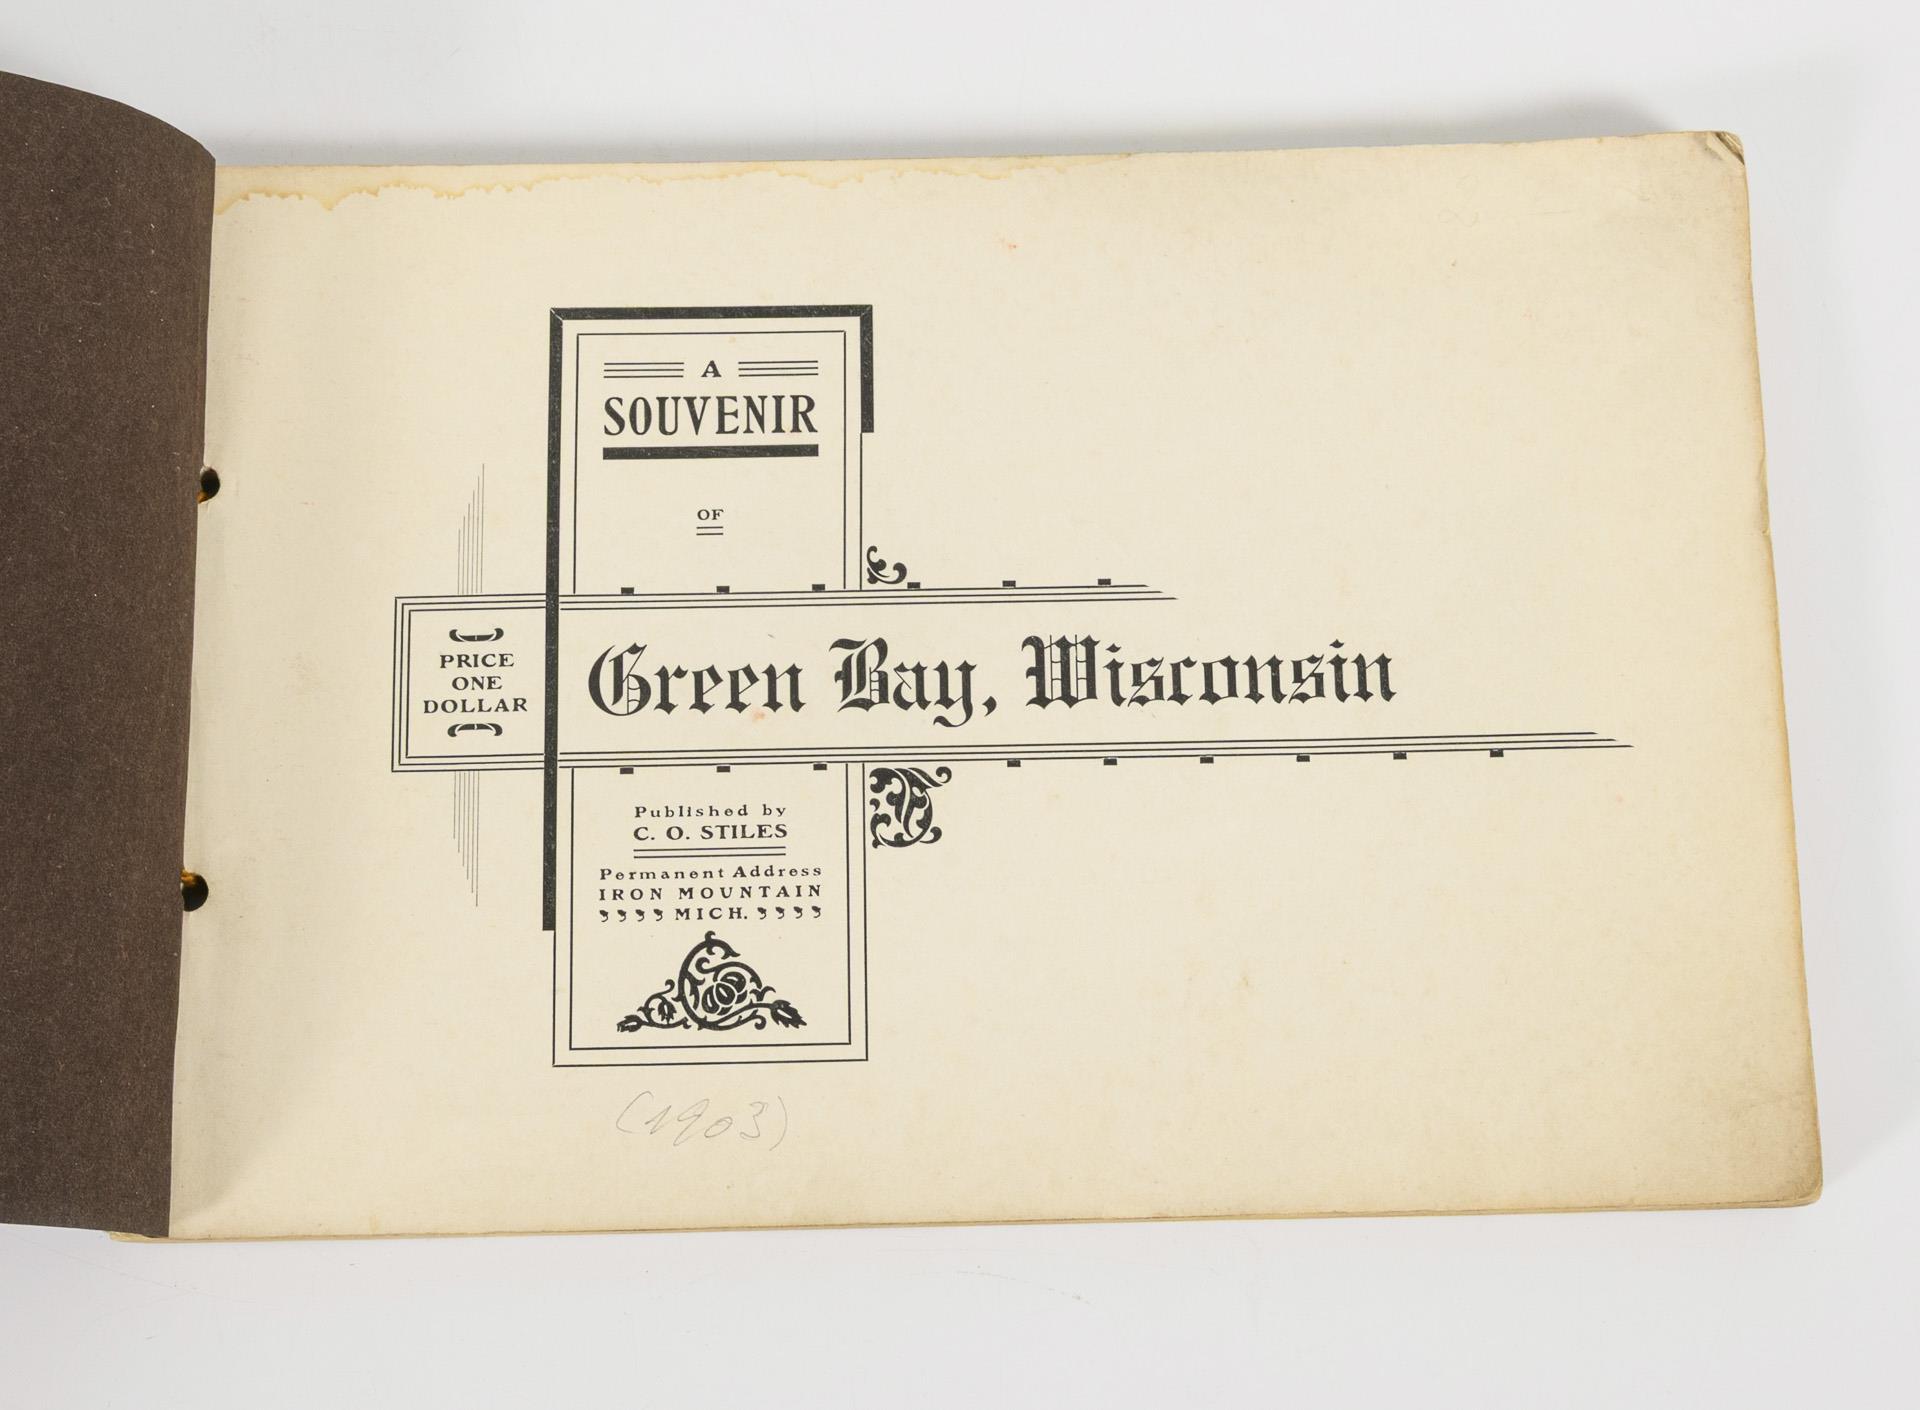 A
SOUVENIR
OF
Green Bay, Wisconsin
PRICE
ONE
DOLLAR
Published by
C. O. STILES
Permanent Address
IRON MOUNTAIN
MICH.
(1903)